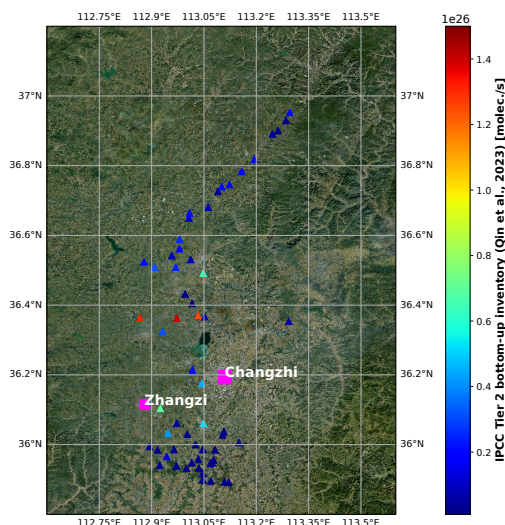 112.75°E 112.9°E 113.05°E 113.2°E 113.35°E 113.5°E
1e26
37°N 37°N
36.8°N 36.8°N
36.6°N 36.6°N
36.4°N 36.4°N
36.2°N 36.2°N
36°N 36°N
Changzhi
Zhangzi
112.75°E 112.9°E 113.05°E 113.2°E 113.35°E 113.5°E
1.4
1.2
1.0
0.8
0.6
0.4
0.2
IPCC Tier 2 bottom-up inventory (Qin et al., 2023) [molec./s]